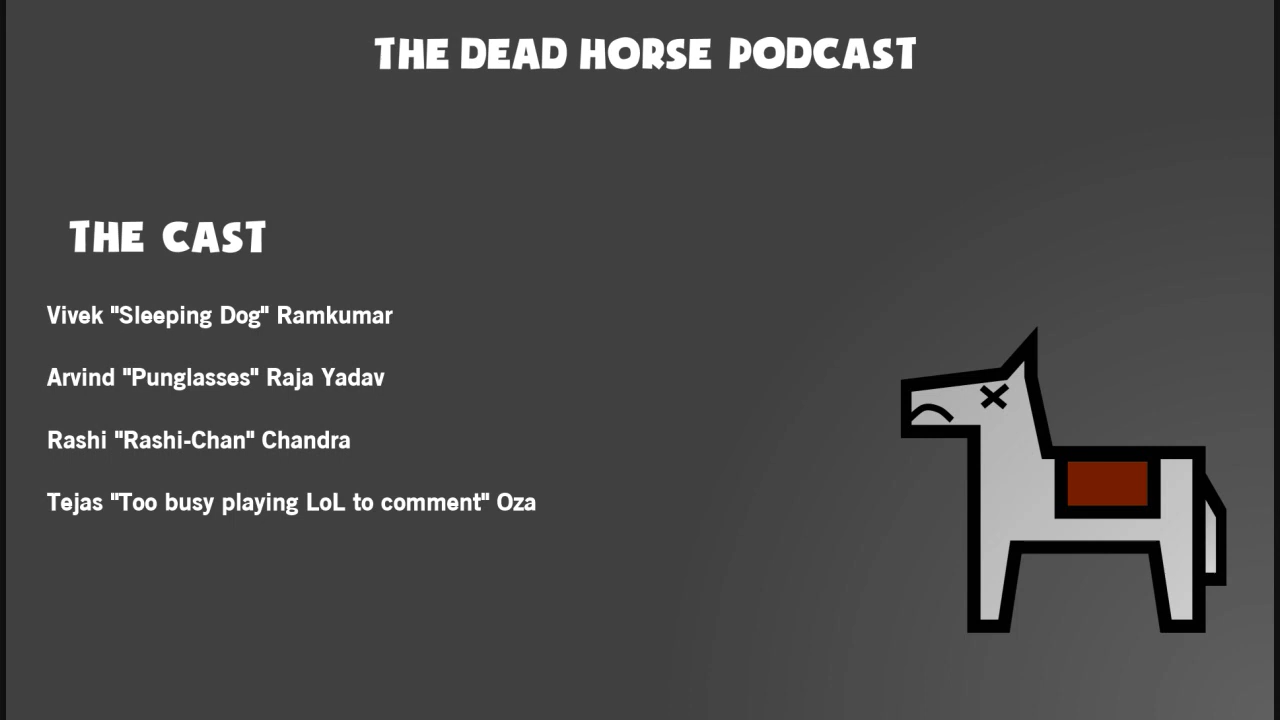 THE DEAD HORSE PODCAST
THE CAST
Vivek "Sleeping Dog" Ramkumar
Arvind "Punglasses" Raja Yadav
Rashi "Rashi-Chan" Chandra
Tejas "Too busy playing LoL to comment" Oza